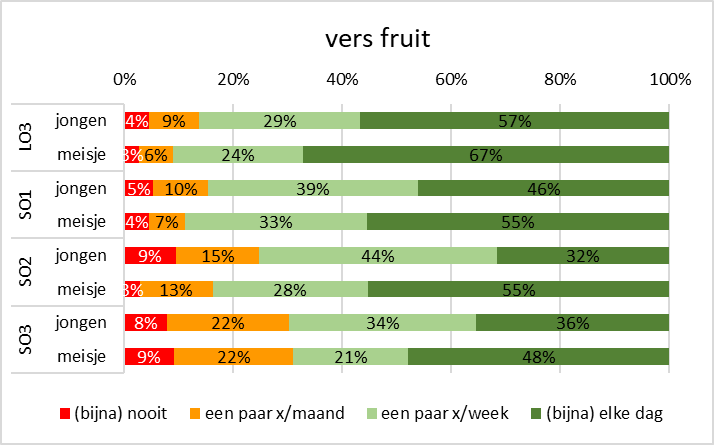 vers fruit
0% 20% 40% 60% 80% 100%
LO3
jongen 4% 9% 29% 57%
meisje 3% 6% 24% 67%
SO1
jongen 5% 10% 39% 46%
meisje 4% 7% 33% 55%
SO2
jongen 9% 15% 44% 32%
meisje 3% 13% 28% 55%
SO3
jongen 8% 22% 34% 36%
meisje 9% 22% 21% 48%
(bijna) nooit een paar x/maand een paar x/week (bijna) elke dag